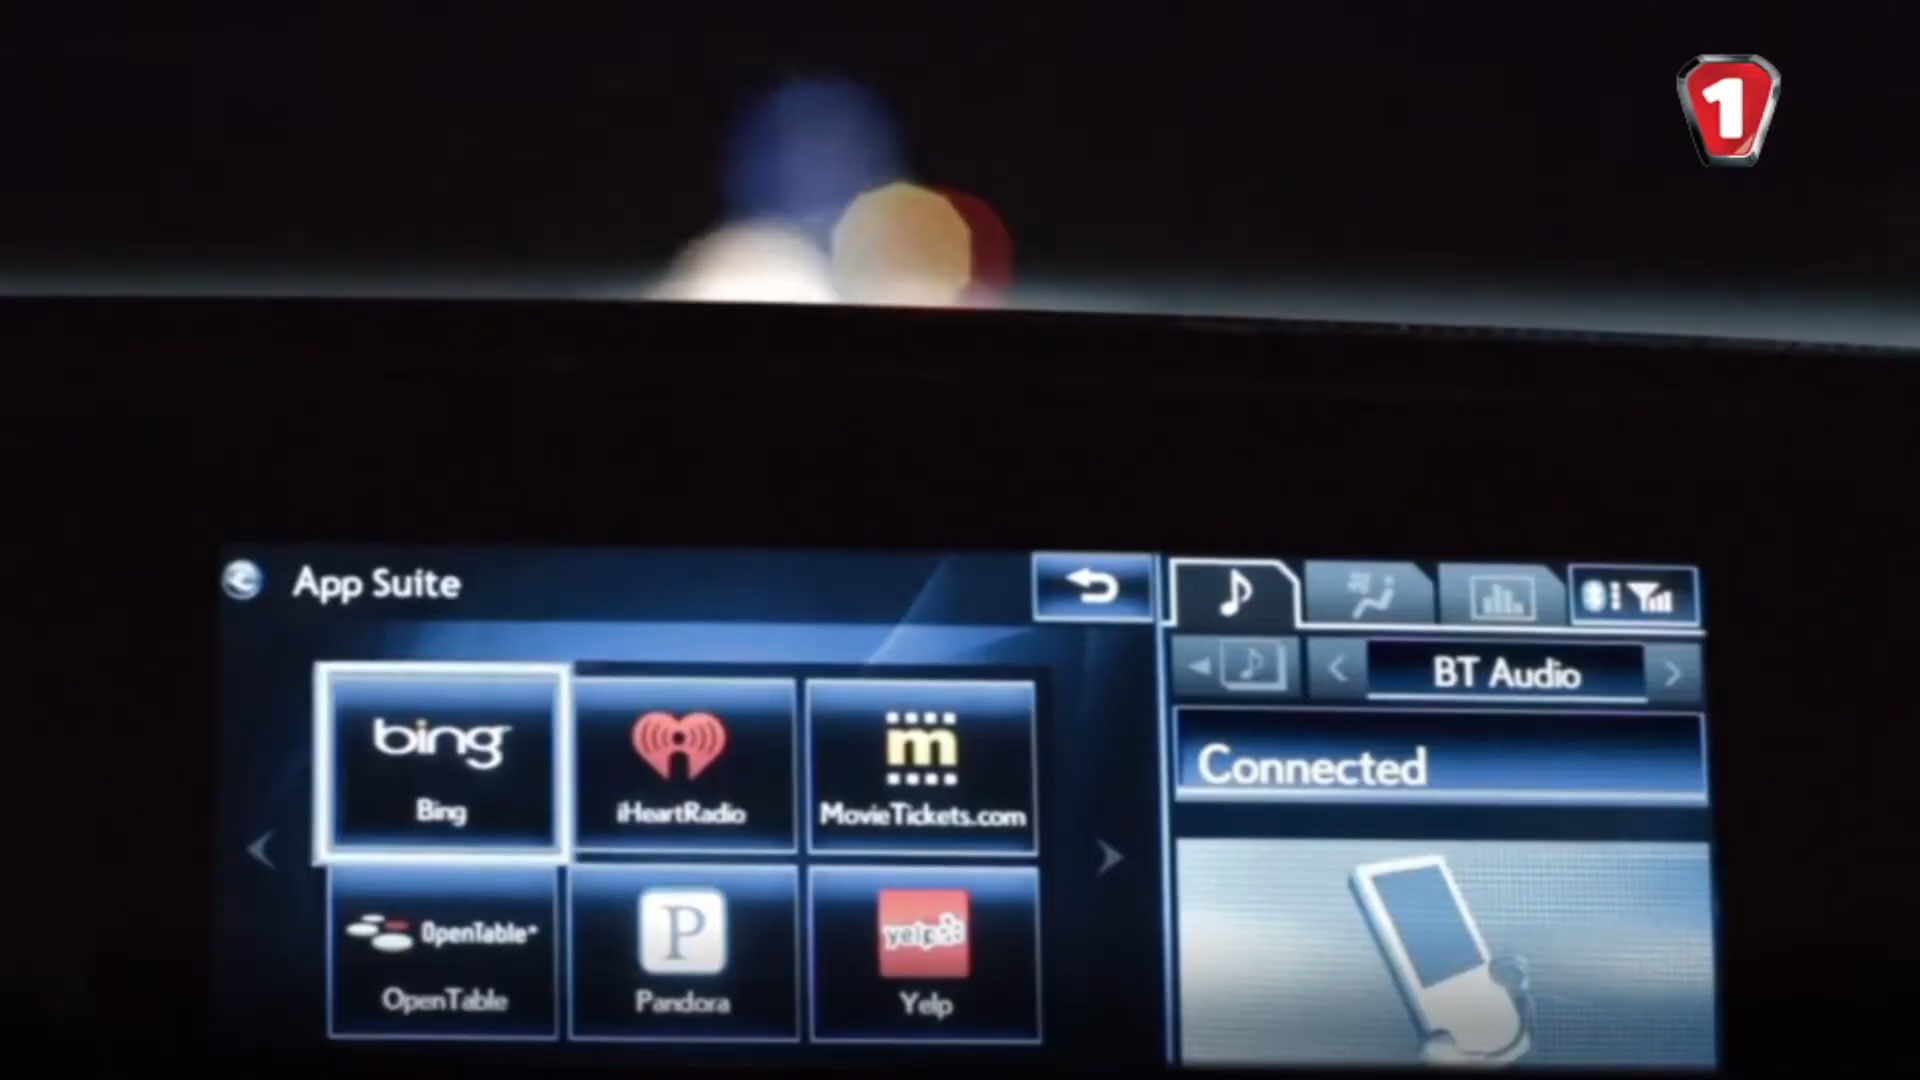 1
App Suite
BT Audio
Connected
bing
Bing
iHeartRadio
m
MovieTickets.com
OpenTable
OpenTable
P
Pandora
yelp
Yelp